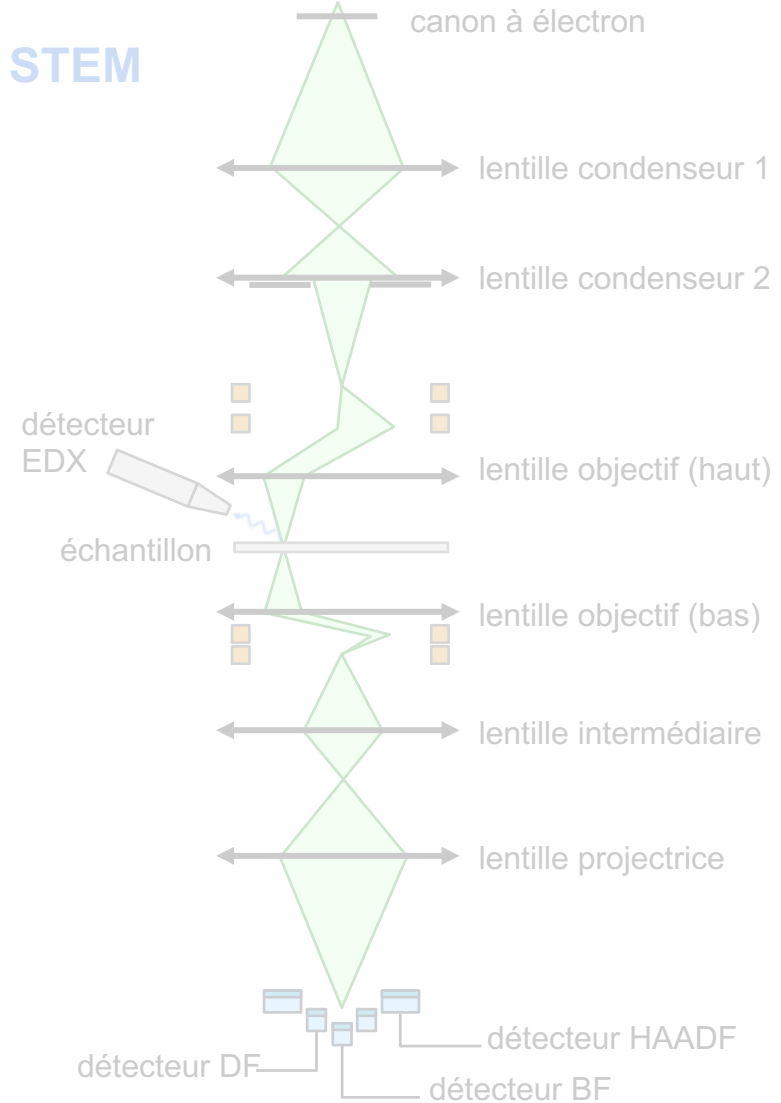 canon à électron
STEM
lentille condenseur 1
lentille condenseur 2
détecteur
EDX
lentille objectif (haut)
échantillon
lentille objectif (bas)
lentille intermédiaire
lentille projectrice
détecteur HAADF
détecteur DF
détecteur BF